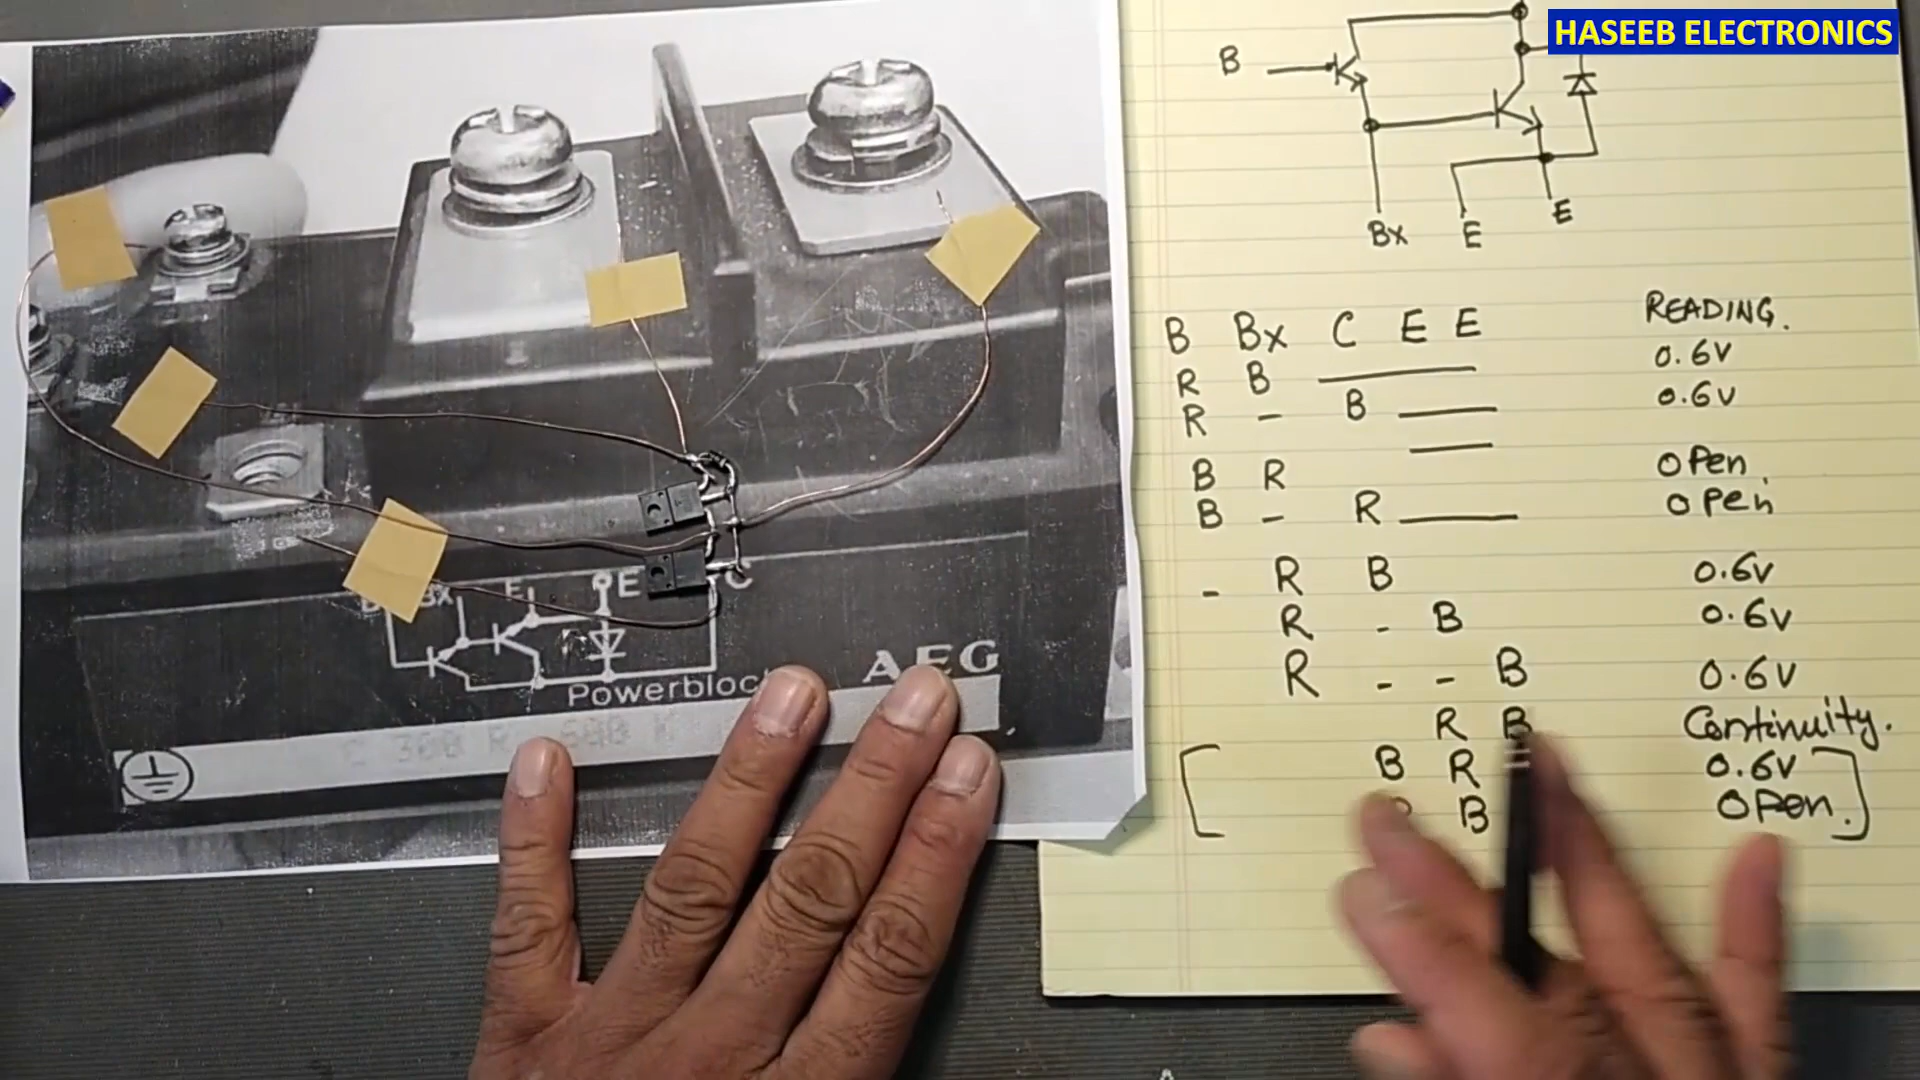 HASEEB ELECTRONICS
B
Bx E E
B Bx C E E READING.
R B 0.6V
R - B 0.6V
B R OPen
B - R OPen
- R B 0.6V
R - B 0.6V
R - - B 0.6V
R B Continuity.
[ B R 0.6V ]
B OPen.
E E C
AEG
Powerblock